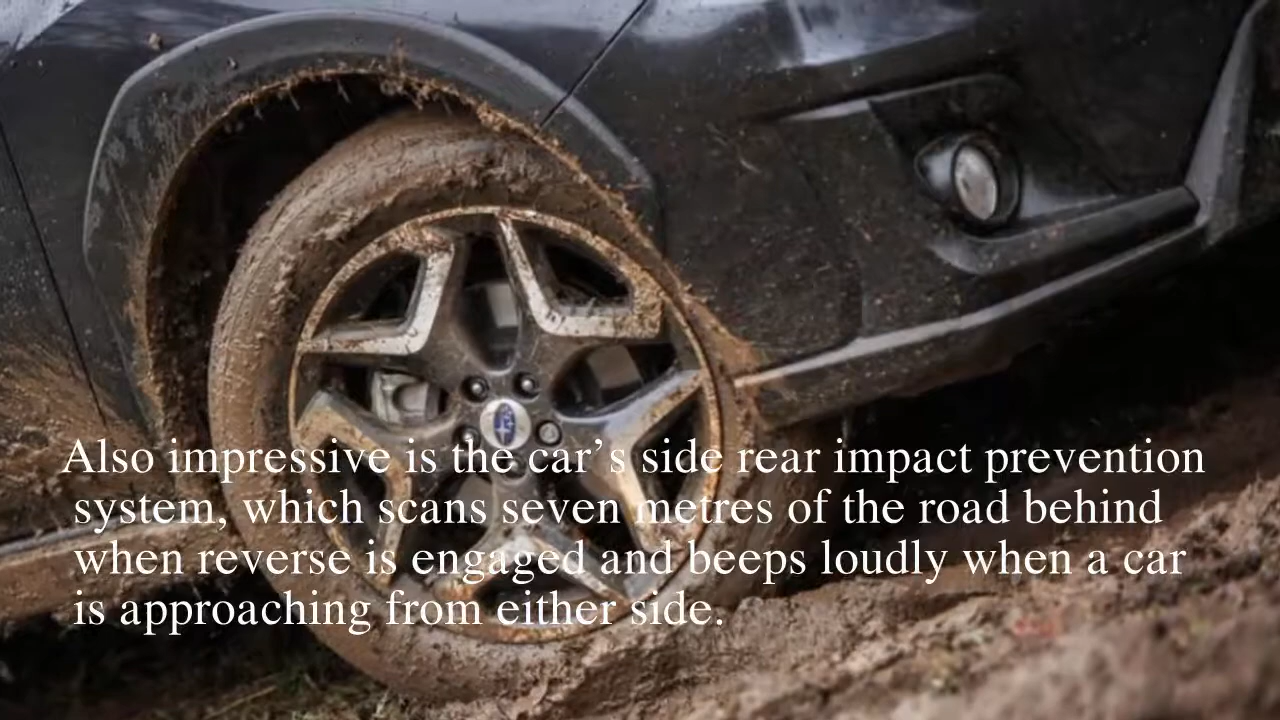 Also impressive is the car’s side rear impact prevention
system, which scans seven metres of the road behind
when reverse is engaged and beeps loudly when a car
is approaching from either side.